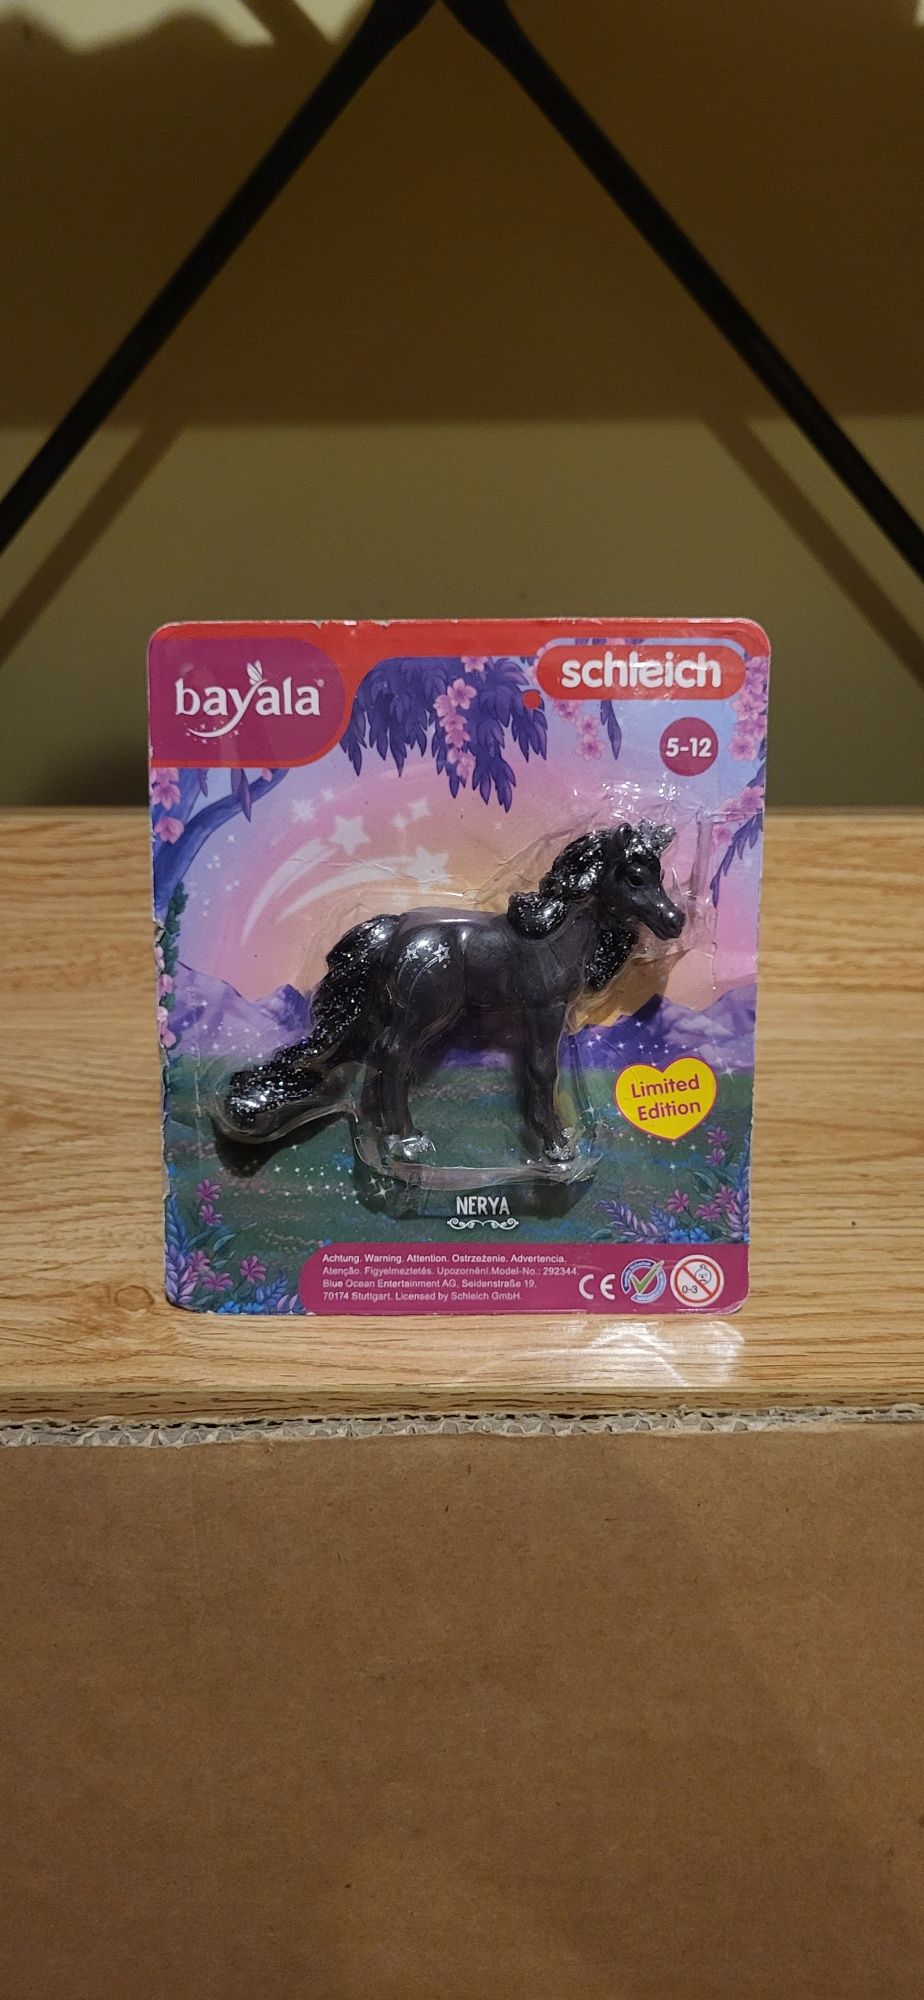 bayala®
schleich
5-12
Limited
Edition
NERYA
Achtung. Warning. Attention. Ostrzeżenie. Advertencia.
Atenção. Figyelmeztetés. Upozornění. Model-No.: 292344.
Blue Ocean Entertainment AG, Seidenstraße 19,
70174 Stuttgart. Licensed by Schleich GmbH.
CE
0-3